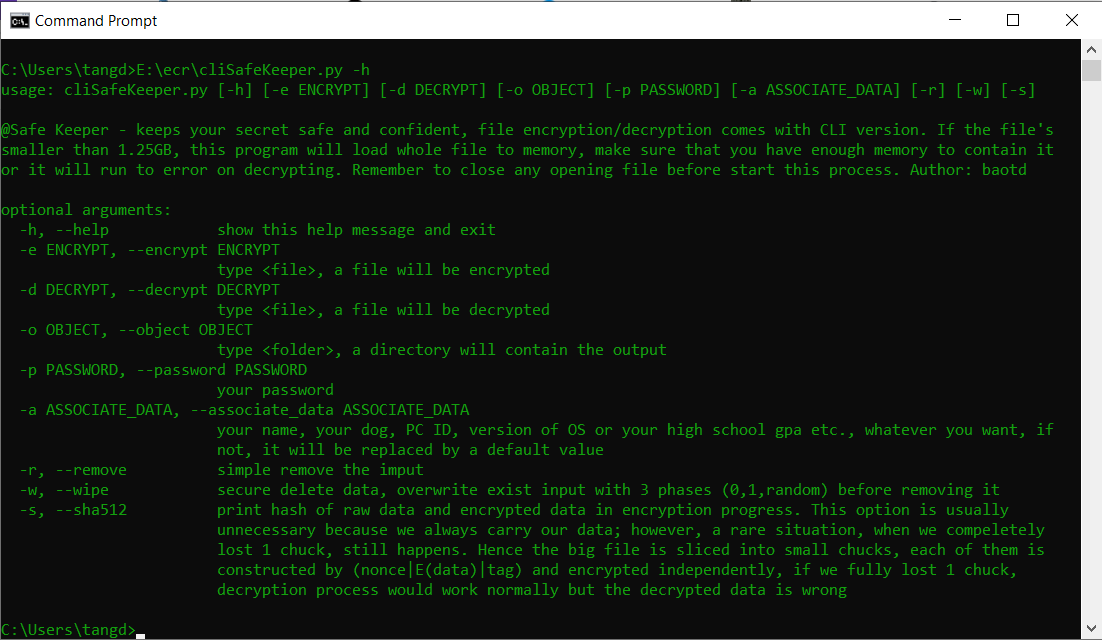 Command Prompt
C:\Users\tangd>E:\ecr\cliSafeKeeper.py -h
usage: cliSafeKeeper.py [-h] [-e ENCRYPT] [-d DECRYPT] [-o OBJECT] [-p PASSWORD] [-a ASSOCIATE_DATA] [-r] [-w] [-s]
@Safe Keeper - keeps your secret safe and confident, file encryption/decryption comes with CLI version. If the file's
smaller than 1.25GB, this program will load whole file to memory, make sure that you have enough memory to contain it
or it will run to error on decrypting. Remember to close any opening file before start this process. Author: baotd
optional arguments:
-h, --help show this help message and exit
-e ENCRYPT, --encrypt ENCRYPT
type <file>, a file will be encrypted
-d DECRYPT, --decrypt DECRYPT
type <file>, a file will be decrypted
-o OBJECT, --object OBJECT
type <folder>, a directory will contain the output
-p PASSWORD, --password PASSWORD
your password
-a ASSOCIATE_DATA, --associate_data ASSOCIATE_DATA
your name, your dog, PC ID, version of OS or your high school gpa etc., whatever you want, if
not, it will be replaced by a default value
-r, --remove simple remove the imput
-w, --wipe secure delete data, overwrite exist input with 3 phases (0,1,random) before removing it
-s, --sha512 print hash of raw data and encrypted data in encryption progress. This option is usually
unnecessary because we always carry our data; however, a rare situation, when we compeletely
lost 1 chuck, still happens. Hence the big file is sliced into small chucks, each of them is
constructed by (nonce|E(data)|tag) and encrypted independently, if we fully lost 1 chuck,
decryption process would work normally but the decrypted data is wrong
C:\Users\tangd>